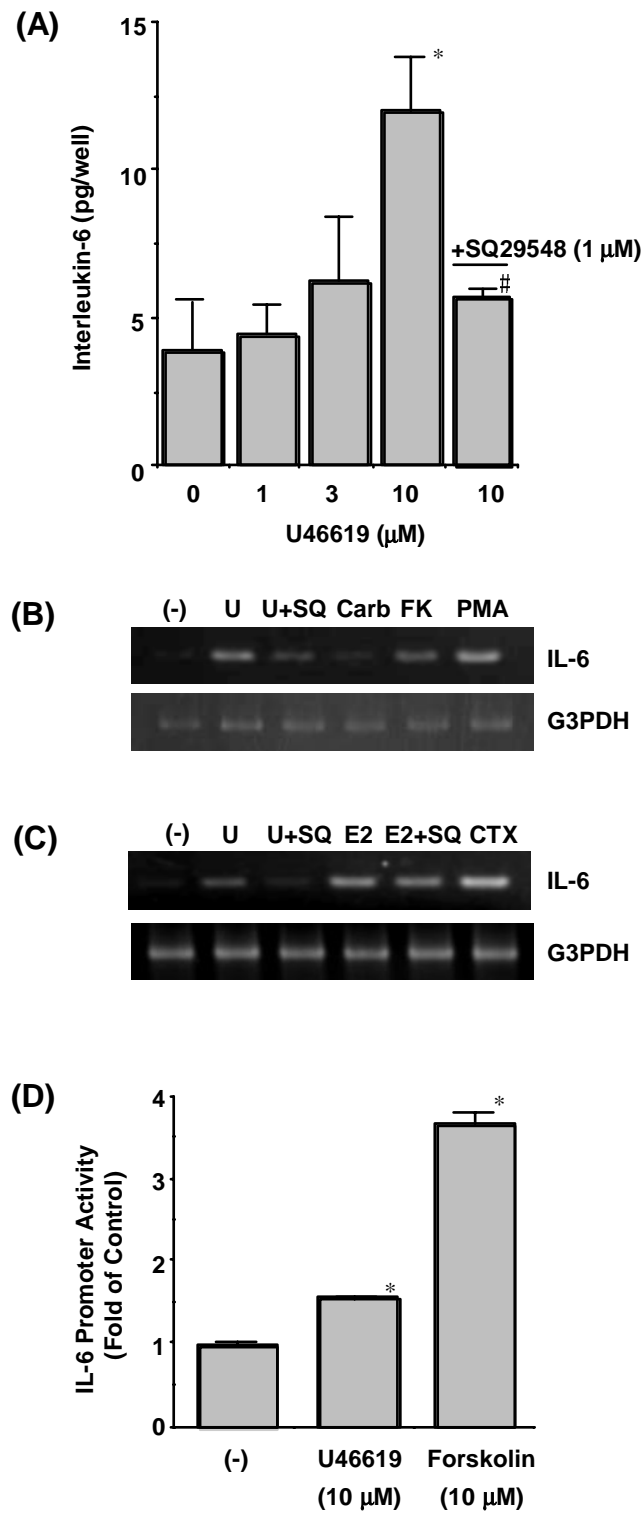 (A)
15
*
10
+SQ29548 (1 μM)
#
5
0
Interleukin-6 (pg/well)
0 1 3 10 10
U46619 (μM)
(B)
(-) U U+SQ Carb FK PMA
IL-6
G3PDH
(C)
(-) U U+SQ E2 E2+SQ CTX
IL-6
G3PDH
(D)
4
*
3
2
*
1
0
IL-6 Promoter Activity
(Fold of Control)
(-) U46619 Forskolin
(10 μM) (10 μM)